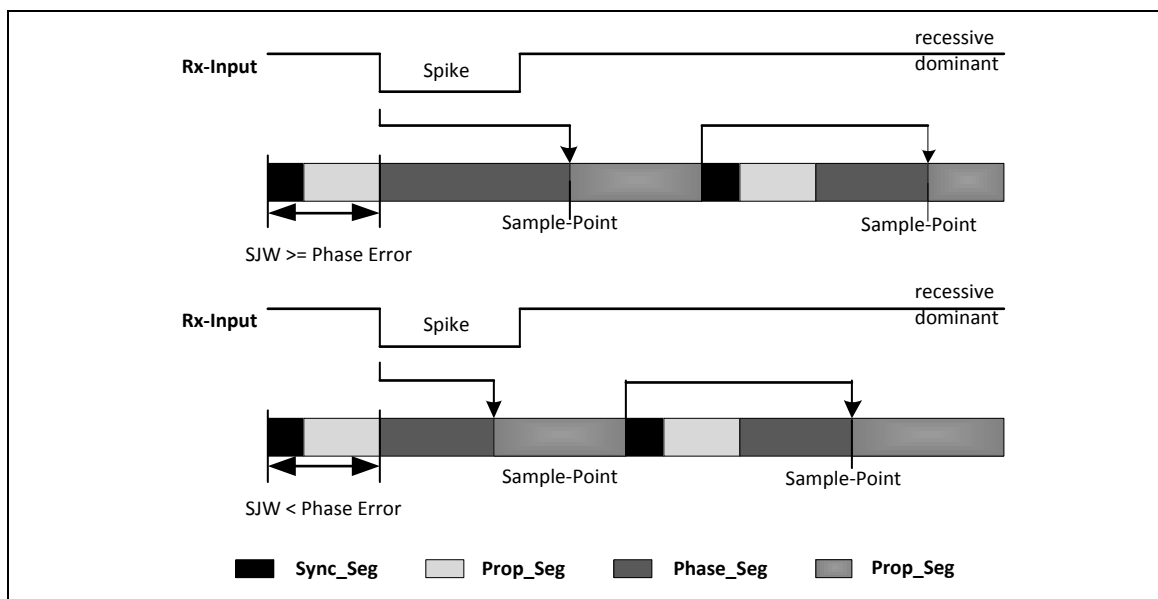 recessive
Rx-Input
Spike
dominant
Sample-Point
Sample-Point
SJW >= Phase Error
recessive
Rx-Input
Spike
dominant
Sample-Point
Sample-Point
SJW < Phase Error
Sync_Seg Prop_Seg Phase_Seg Prop_Seg